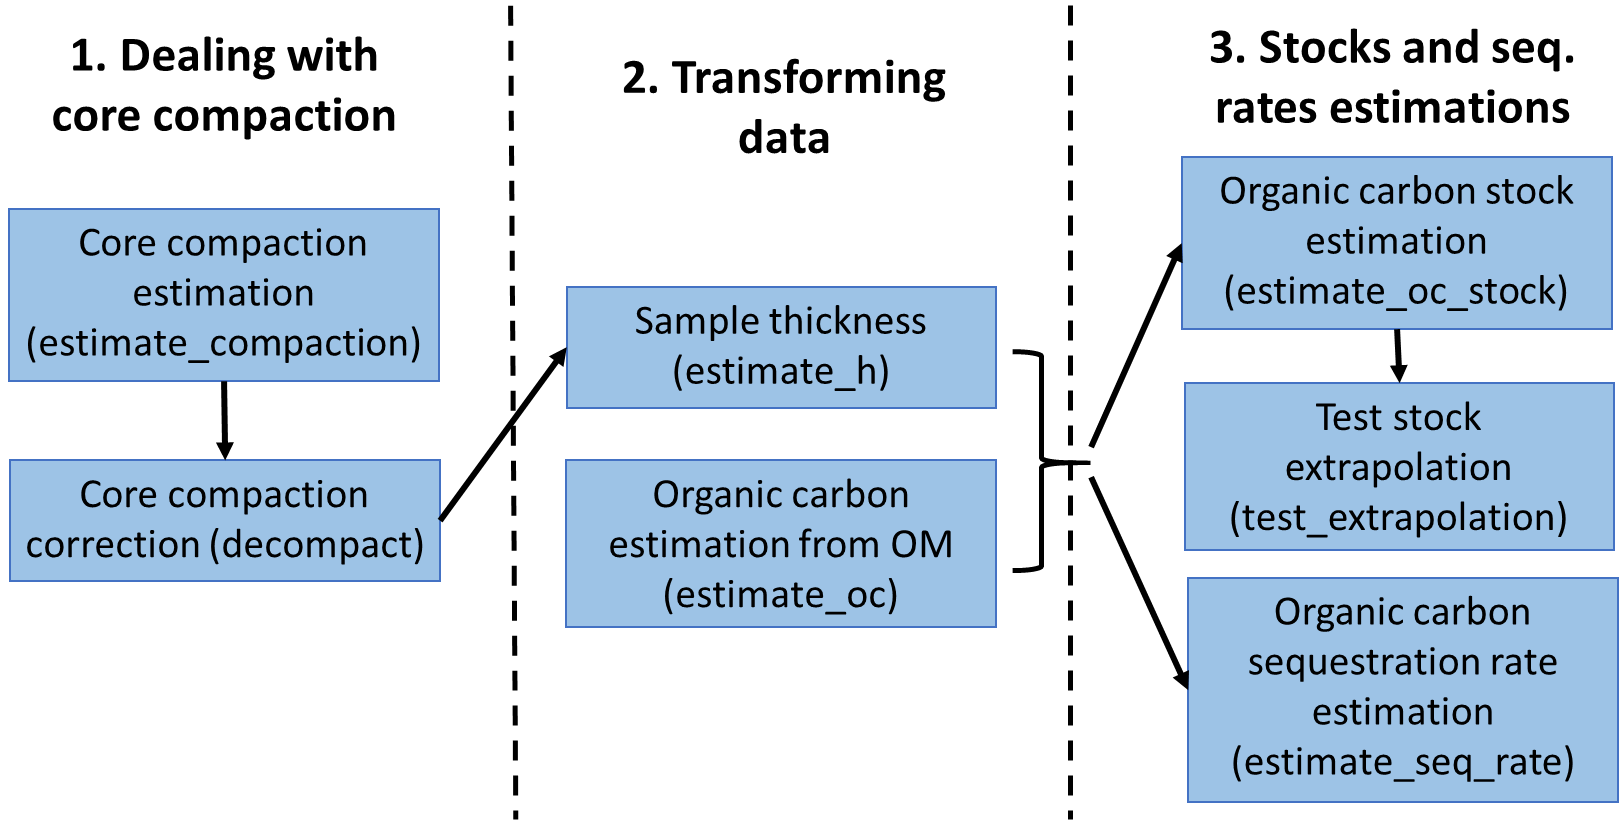 1. Dealing with
core compaction
Core compaction
estimation
(estimate_compaction)
Core compaction
correction (decompact)
2. Transforming
data
Sample thickness
(estimate_h)
Organic carbon
estimation from OM
(estimate_oc)
3. Stocks and seq.
rates estimations
Organic carbon stock
estimation
(estimate_oc_stock)
Test stock
extrapolation
(test_extrapolation)
Organic carbon
sequestration rate
estimation
(estimate_seq_rate)